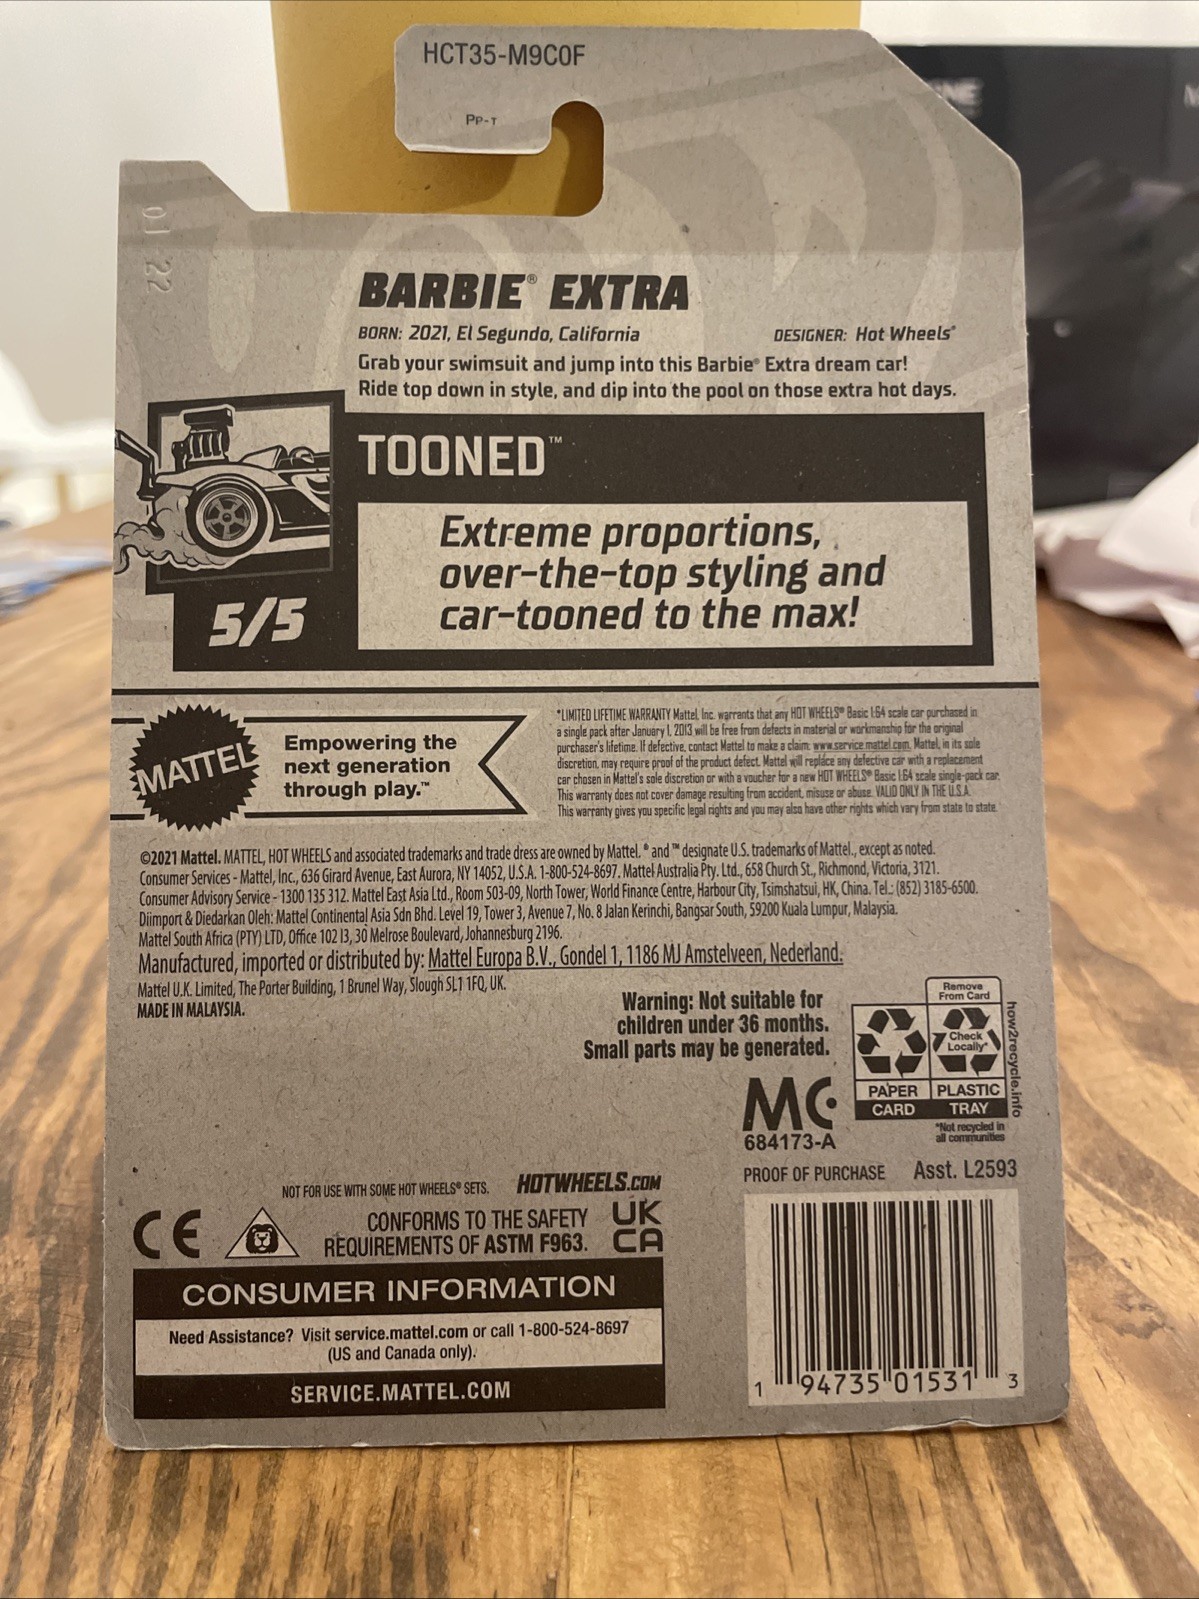 HCT35-M9C0F
PP-T
01 22
BARBIE® EXTRA
BORN: 2021, El Segundo, California
DESIGNER: Hot Wheels®
Grab your swimsuit and jump into this Barbie® Extra dream car!
Ride top down in style, and dip into the pool on those extra hot days.
TOONED™
Extreme proportions,
over-the-top styling and
car-tooned to the max!
5/5
MATTEL
Empowering the
next generation
through play.™
*LIMITED LIFETIME WARRANTY Mattel, Inc. warrants that any HOT WHEELS® Basic 1:64 scale car purchased in
a single pack after January 1, 2013 will be free from defects in material or workmanship for the original
purchaser's lifetime. If defective, contact Mattel to make a claim: www.service.mattel.com. Mattel, in its sole
discretion, may require proof of the product defect. Mattel will replace any defective car with a replacement
car chosen in Mattel's sole discretion or with a voucher for a new HOT WHEELS® Basic 1:64 scale single-pack car.
This warranty does not cover damage resulting from accident, misuse or abuse. VALID ONLY IN THE U.S.A.
This warranty gives you specific legal rights and you may also have other rights which vary from state to state.
©2021 Mattel. MATTEL, HOT WHEELS and associated trademarks and trade dress are owned by Mattel. ® and ™ designate U.S. trademarks of Mattel., except as noted.
Consumer Services - Mattel, Inc., 636 Girard Avenue, East Aurora, NY 14052, U.S.A. 1-800-524-8697. Mattel Australia Pty. Ltd., 658 Church St., Richmond, Victoria, 3121.
Consumer Advisory Service - 1300 135 312. Mattel East Asia Ltd., Room 503-09, North Tower, World Finance Centre, Harbour City, Tsimshatsui, HK, China. Tel.: (852) 3185-6500.
Diimport & Diedarkan Oleh: Mattel Continental Asia Sdn Bhd. Level 19, Tower 3, Avenue 7, No. 8 Jalan Kerinchi, Bangsar South, 59200 Kuala Lumpur, Malaysia.
Mattel South Africa (PTY) LTD, Office 102 I3, 30 Melrose Boulevard, Johannesburg 2196.
Manufactured, imported or distributed by: Mattel Europa B.V., Gondel 1, 1186 MJ Amstelveen, Nederland.
Mattel U.K. Limited, The Porter Building, 1 Brunel Way, Slough SL1 1FQ, UK.
MADE IN MALAYSIA.
Warning: Not suitable for
children under 36 months.
Small parts may be generated.
Remove
From Card
Check
Locally*
PAPER
PLASTIC
CARD
TRAY
*Not recycled in
all communities
how2recycle.info
MC
684173-A
PROOF OF PURCHASE
Asst. L2593
NOT FOR USE WITH SOME HOT WHEELS® SETS.
HOTWHEELS.COM
CE
CONFORMS TO THE SAFETY
REQUIREMENTS OF ASTM F963.
UK
CA
CONSUMER INFORMATION
Need Assistance? Visit service.mattel.com or call 1-800-524-8697
(US and Canada only).
SERVICE.MATTEL.COM
1 94735 01531 3